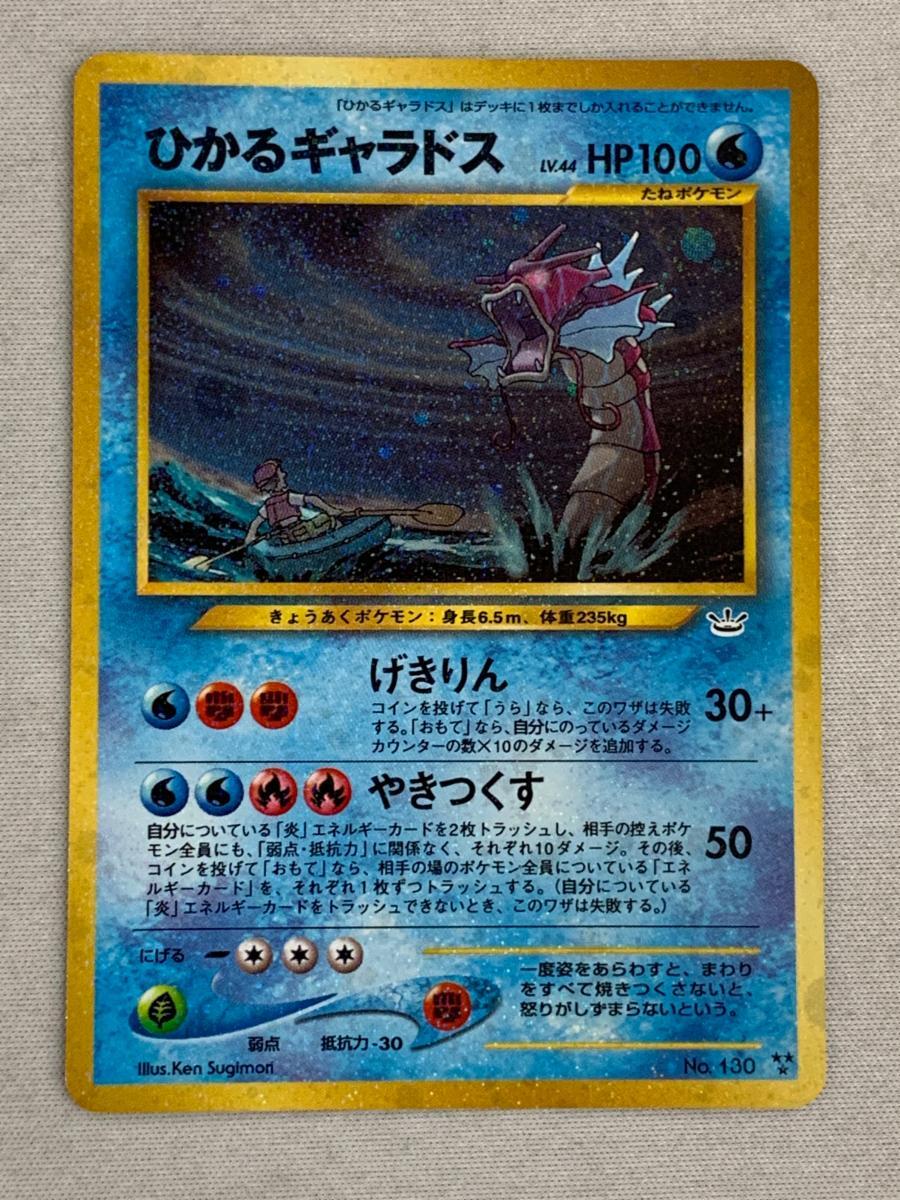 「ひかるギャラドス」はデッキに1枚までしか入れることができません。
ひかるギャラドス LV.44 HP100
たねポケモン
きょうあくポケモン：身長6.5m、体重235kg
げきりん
コインを投げて「うら」なら、このワザは失敗
する。「おもて」なら、自分にのっているダメージ
カウンターの数×10のダメージを追加する。
30+
やきつくす
自分についている「炎」エネルギーカードを2枚トラッシュし、相手の控えポケ
モン全員にも、「弱点・抵抗力」に関係なく、それぞれ10ダメージ。その後、
コインを投げて「おもて」なら、相手の場のポケモン全員についている「エネ
ルギーカード」を、それぞれ1枚ずつトラッシュする。（自分についている
「炎」エネルギーカードをトラッシュできないとき、このワザは失敗する。）
50
にげる
弱点 抵抗力-30
一度姿をあらわすと、まわり
をすべて焼きつくさないと、
怒りがしずまらないという。
Illus.Ken Sugimori
No. 130 ★★★